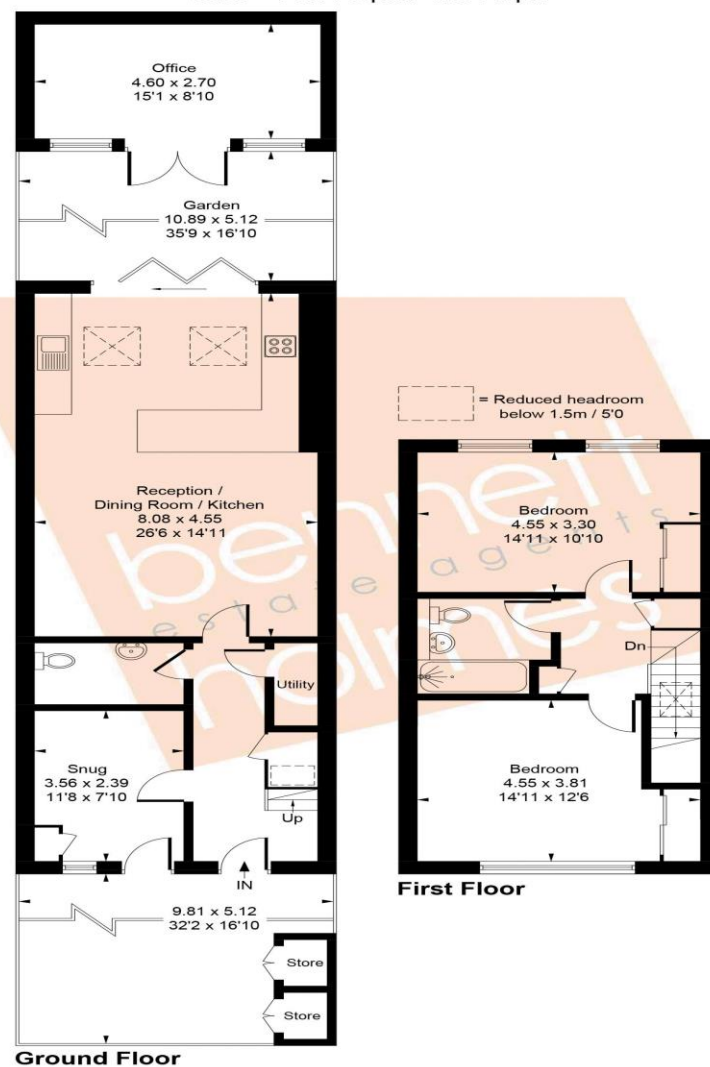 Office
4.60 x 2.70
15'1 x 8'10
Garden
10.89 x 5.12
35'9 x 16'10
= Reduced headroom
below 1.5m / 5'0
Reception /
Dining Room / Kitchen
8.08 x 4.55
26'6 x 14'11
Bedroom
4.55 x 3.30
14'11 x 10'10
bennett
estate agents
holmes
Utility
Dn
Snug
3.56 x 2.39
11'8 x 7'10
Up
IN
Bedroom
4.55 x 3.81
14'11 x 12'6
First Floor
9.81 x 5.12
32'2 x 16'10
Store
Store
Ground Floor